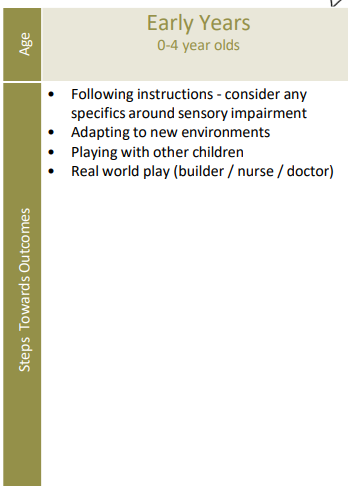 Age
Early Years
0-4 year olds
Steps Towards Outcomes
• Following instructions - consider any
specifics around sensory impairment
• Adapting to new environments
• Playing with other children
• Real world play (builder / nurse / doctor)